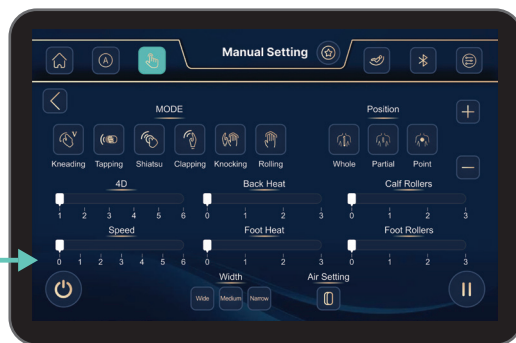 Manual Setting
A
MODE
Position
V
Kneading Tapping Shiatsu Clapping Knocking Rolling
Whole Partial Point
4D
Back Heat
Calf Rollers
1 2 3 4 5 6
0 1 2 3
0 1 2 3
Speed
Foot Heat
Foot Rollers
0 1 2 3 4 5 6
0 1 2 3
0 1 2 3
Width
Air Setting
Wide Medium Narrow